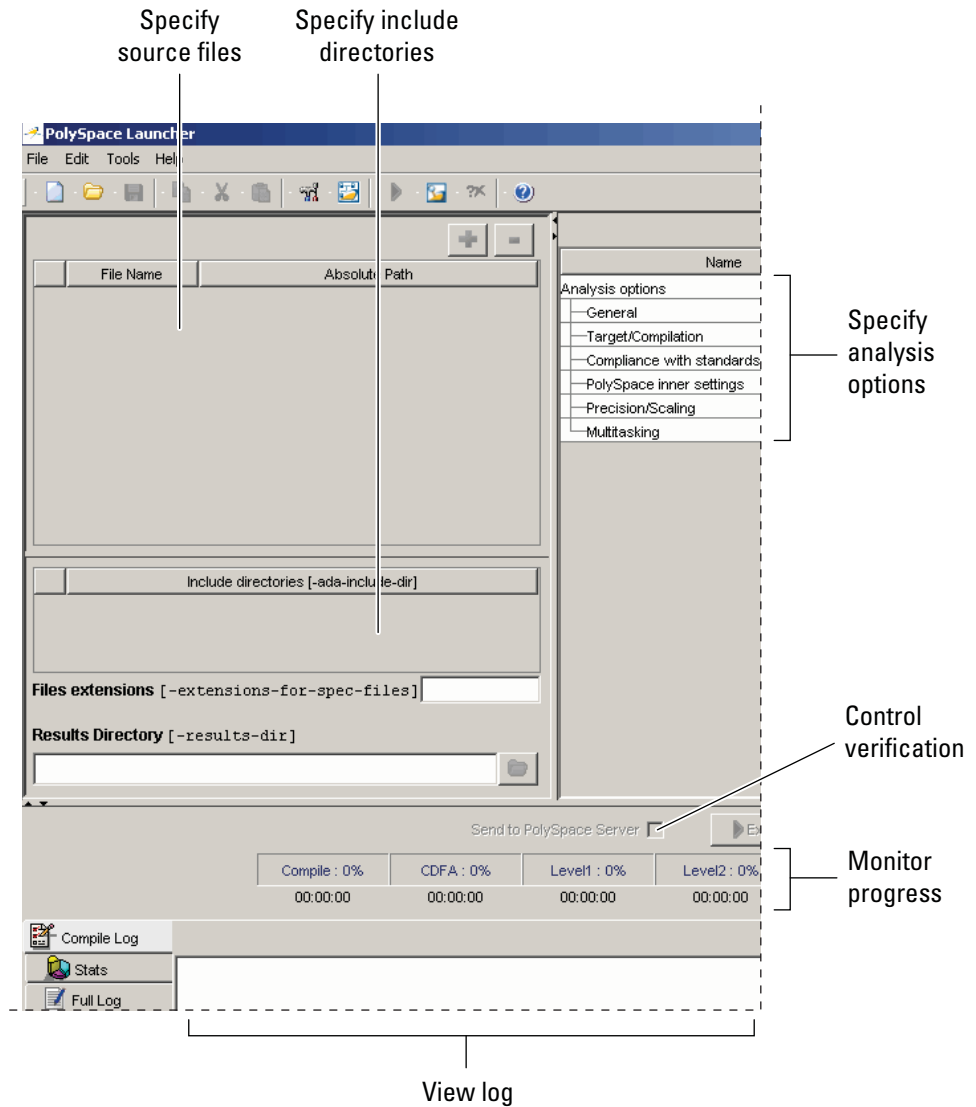 Specify
source files
Specify include
directories
PolySpace Launcher
File Edit Tools Help
Name
File Name Absolute Path
Analysis options
General
Target/Compilation
Compliance with standards
PolySpace inner settings
Precision/Scaling
Multitasking
Specify
analysis
options
Include directories [-ada-include-dir]
Files extensions [-extensions-for-spec-files]
Results Directory [-results-dir]
Control
verification
Send to PolySpace Server Ex
Compile : 0% CDFA : 0% Level1 : 0% Level2 : 0%
00:00:00 00:00:00 00:00:00 00:00:00
Monitor
progress
Compile Log
Stats
Full Log
View log